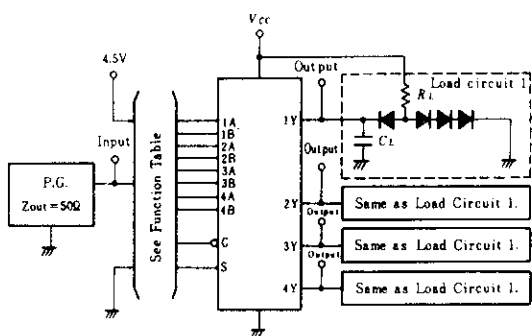 Vcc
4.5V
Output
Load circuit 1.
RL
1A
1Y
1B
CL
Input
2A
2B
Output
3A
P.G.
3B
Zout = 50Ω
See Function Table
4A
2Y
Same as Load Circuit 1.
4B
Output
G
3Y
Same as Load Circuit 1.
Output
S
4Y
Same as Load Circuit 1.